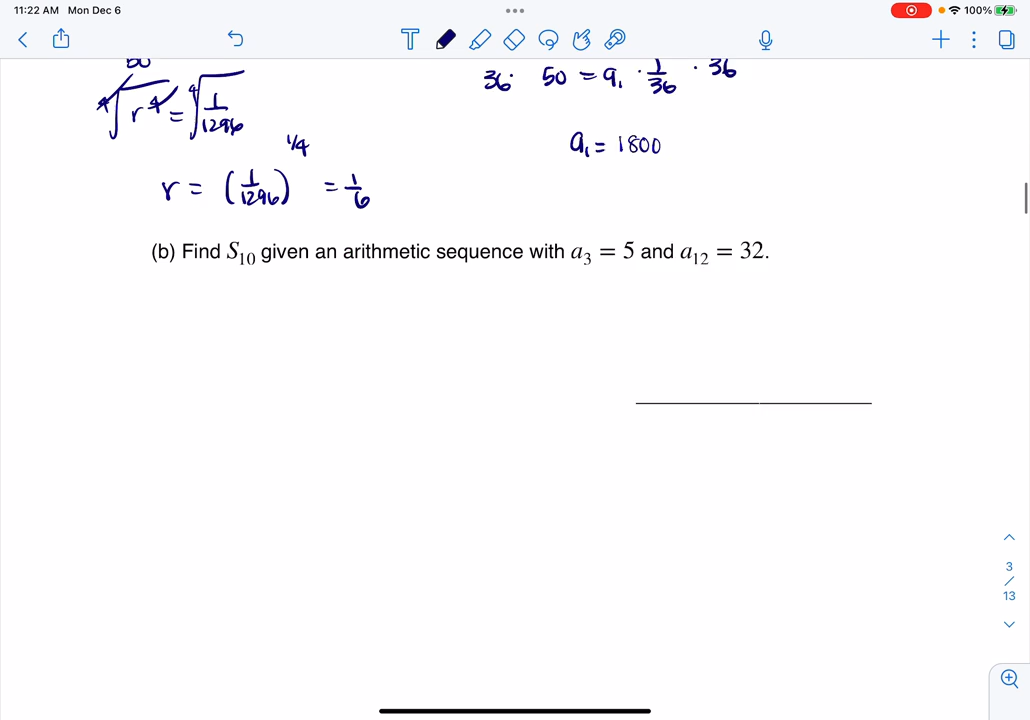 11:22 AM Mon Dec 6
100%
36· 50 = a₁ · 1/36 · 36
⁴√r⁴ = ⁴√1/1296
a₁ = 1800
r = (1/1296)^1/4 = 1/6
(b) Find S₁₀ given an arithmetic sequence with a₃ = 5 and a₁₂ = 32.
3
/
13